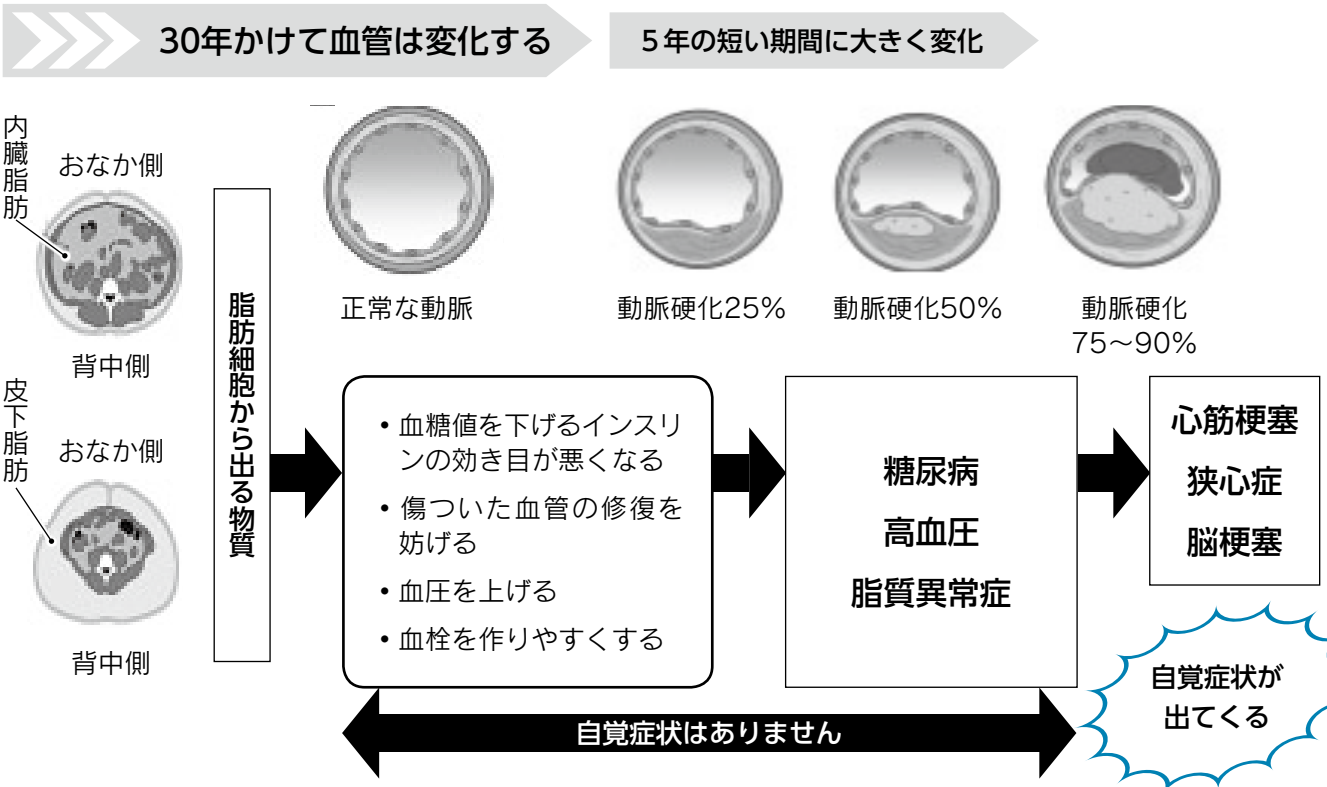 30年かけて血管は変化する
5年の短い期間に大きく変化
内臓脂肪
おなか側
背中側
皮下脂肪
おなか側
背中側
脂肪細胞から出る物質
正常な動脈
動脈硬化25%
動脈硬化50%
動脈硬化
75〜90%
• 血糖値を下げるインスリ
ンの効き目が悪くなる
• 傷ついた血管の修復を
妨げる
• 血圧を上げる
• 血栓を作りやすくする
糖尿病
高血圧
脂質異常症
心筋梗塞
狭心症
脳梗塞
自覚症状はありません
自覚症状が
出てくる